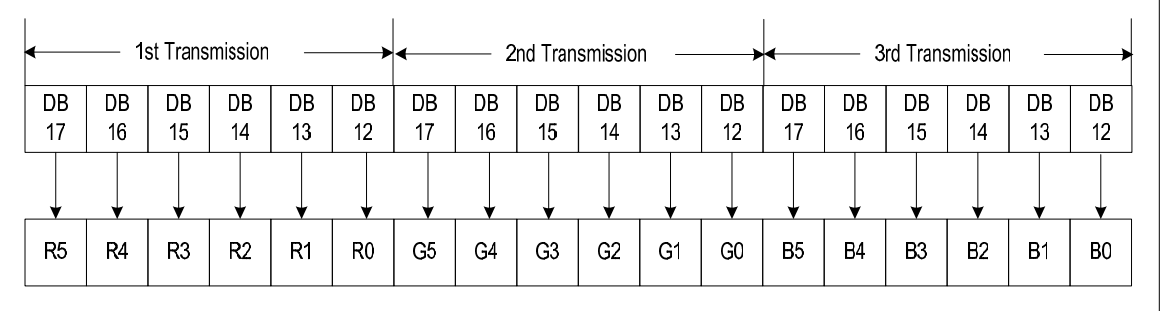 1st Transmission 2nd Transmission 3rd Transmission
DB DB DB DB DB DB DB DB DB DB DB DB DB DB DB DB DB DB
17 16 15 14 13 12 17 16 15 14 13 12 17 16 15 14 13 12
R5 R4 R3 R2 R1 R0 G5 G4 G3 G2 G1 G0 B5 B4 B3 B2 B1 B0